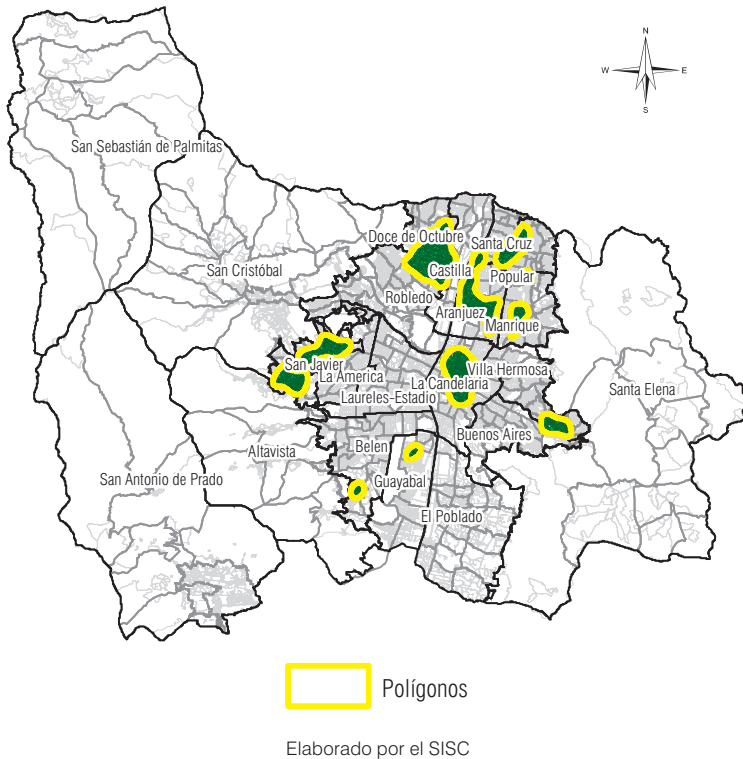 N
W E
S
San Sebastián de Palmitas
Doce de Octubre
Santa Cruz
San Cristóbal
Castilla
Popular
Robledo
Aranjuez
Manrique
San Javier
Villa Hermosa
La America
La Candelaria
Santa Elena
Laureles-Estadio
Buenos Aires
Belen
Altavista
San Antonio de Prado
Guayabal
El Poblado
Polígonos
Elaborado por el SISC